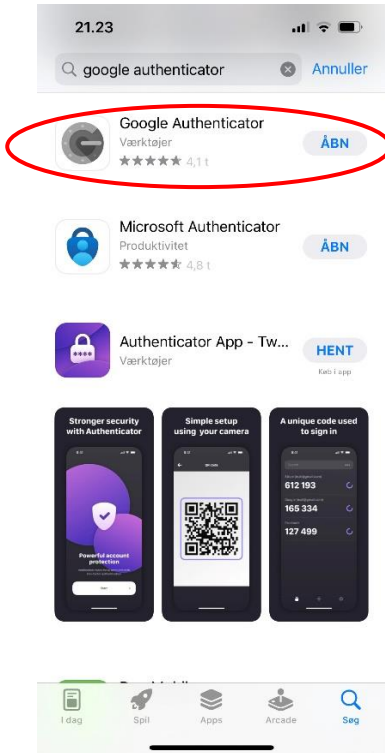 21.23
google authenticator
Annuller
Google Authenticator
Værktøjer
4,1 t
ÅBN
Microsoft Authenticator
Produktivitet
4,8 t
ÅBN
Authenticator App - Tw...
Værktøjer
HENT
Køb i app
Stronger security
with Authenticator
Powerful account
protection
Simple setup
using your camera
A unique code used
to sign in
612 193
165 334
127 499
I dag
Spil
Apps
Arcade
Søg